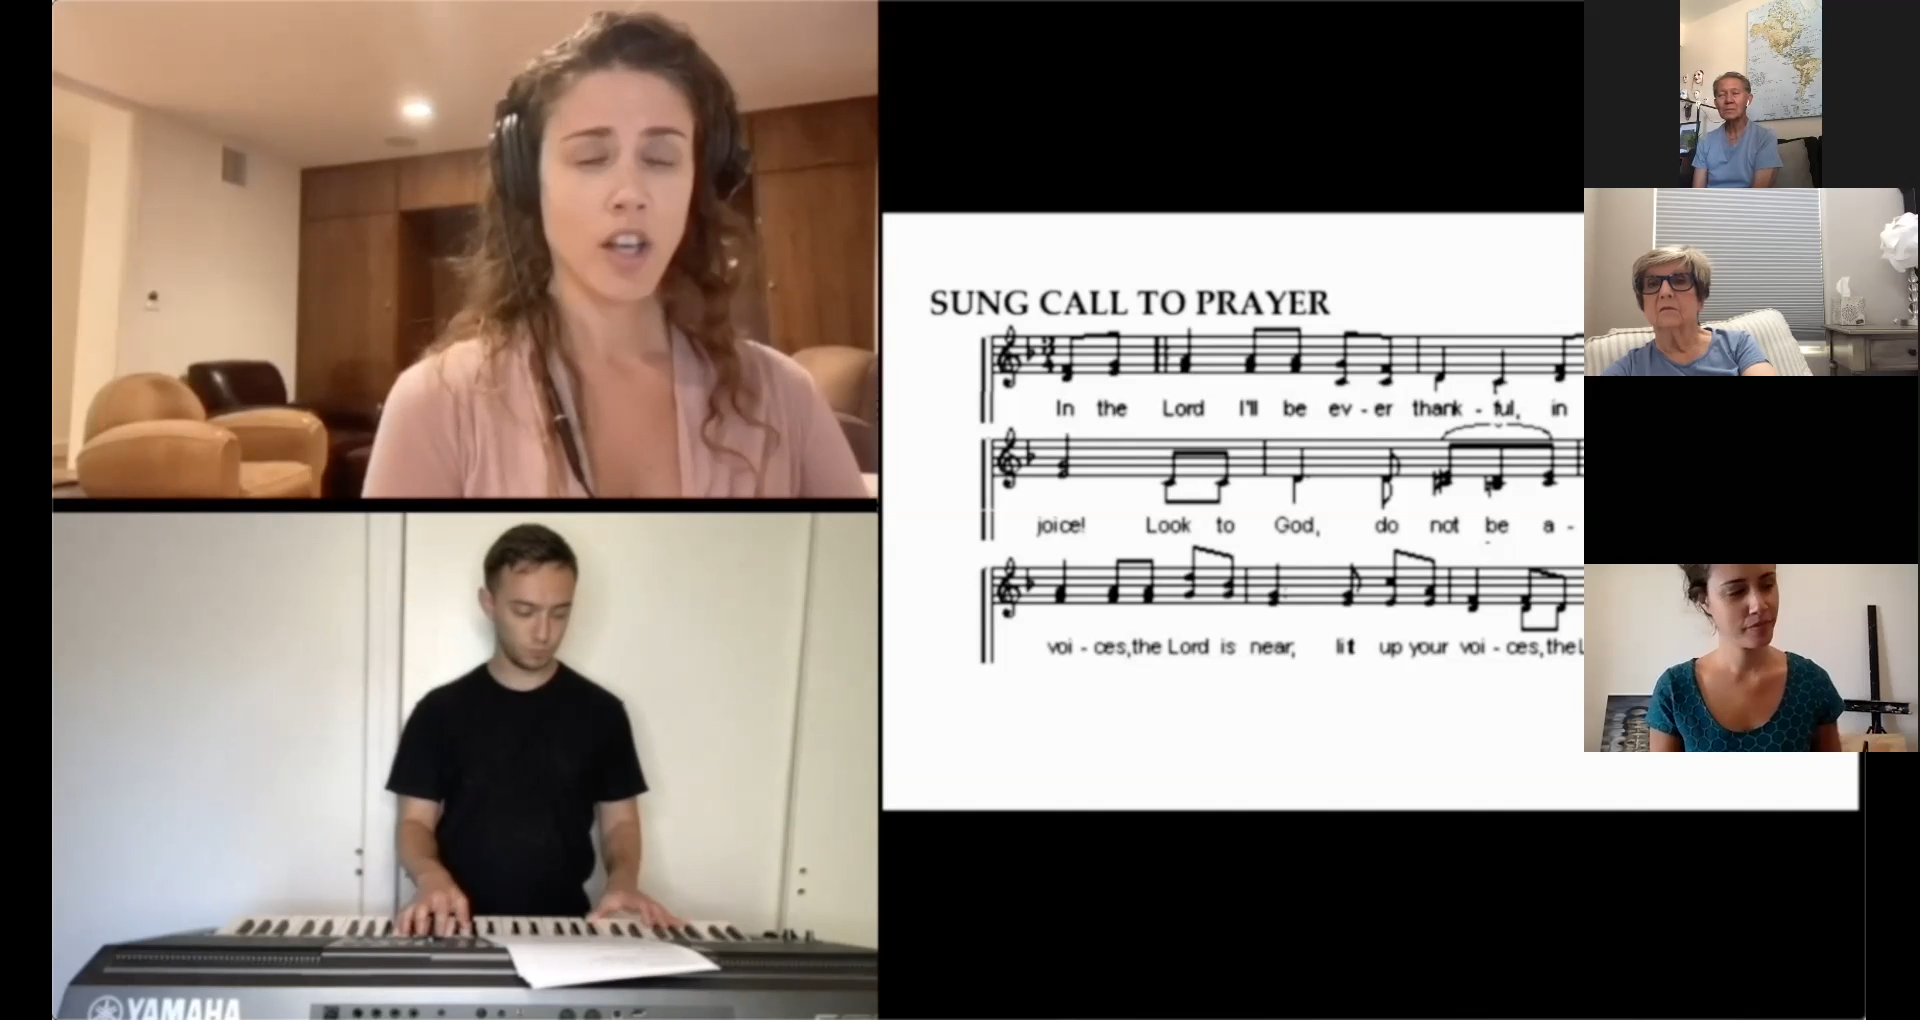 SUNG CALL TO PRAYER
In the Lord I'll be ev - er thank - ful, in
joice! Look to God, do not be a -
voi - ces, the Lord is near, lit up your voi - ces, the L
YAMAHA